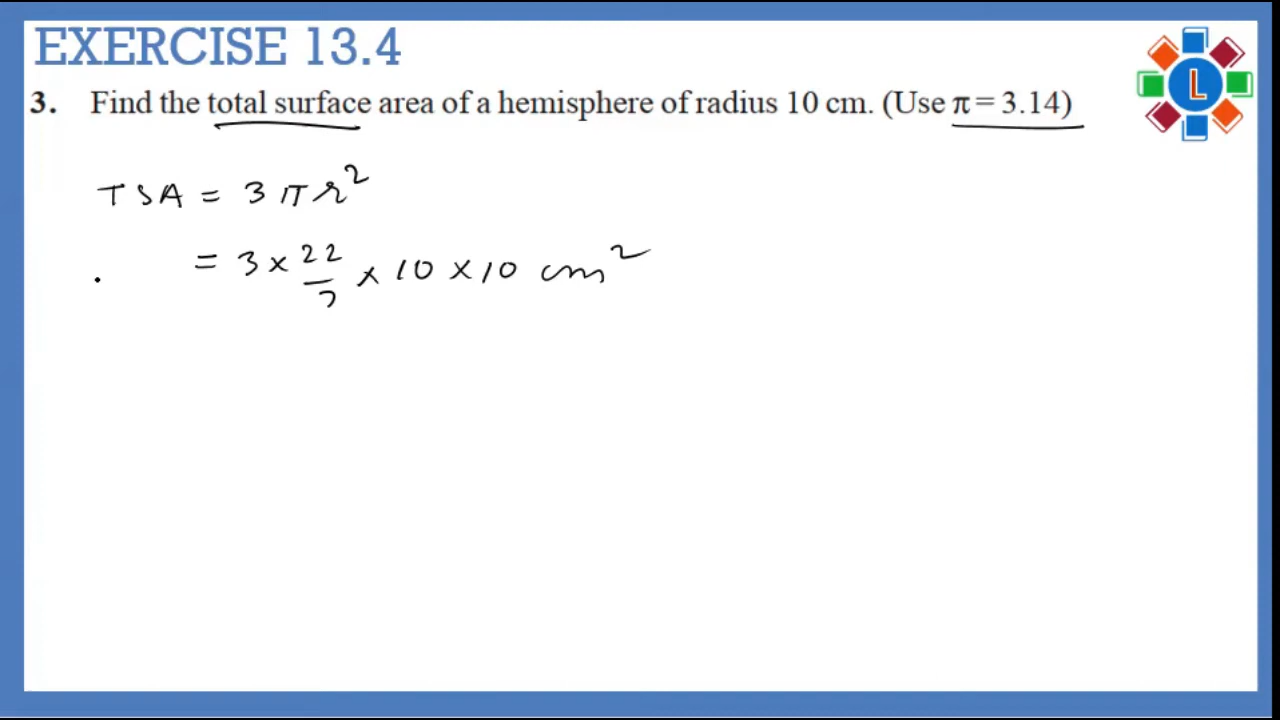 EXERCISE 13.4
L
3. Find the total surface area of a hemisphere of radius 10 cm. (Use π = 3.14)
TSA = 3πr²
= 3 × 22/7 × 10 × 10 cm²